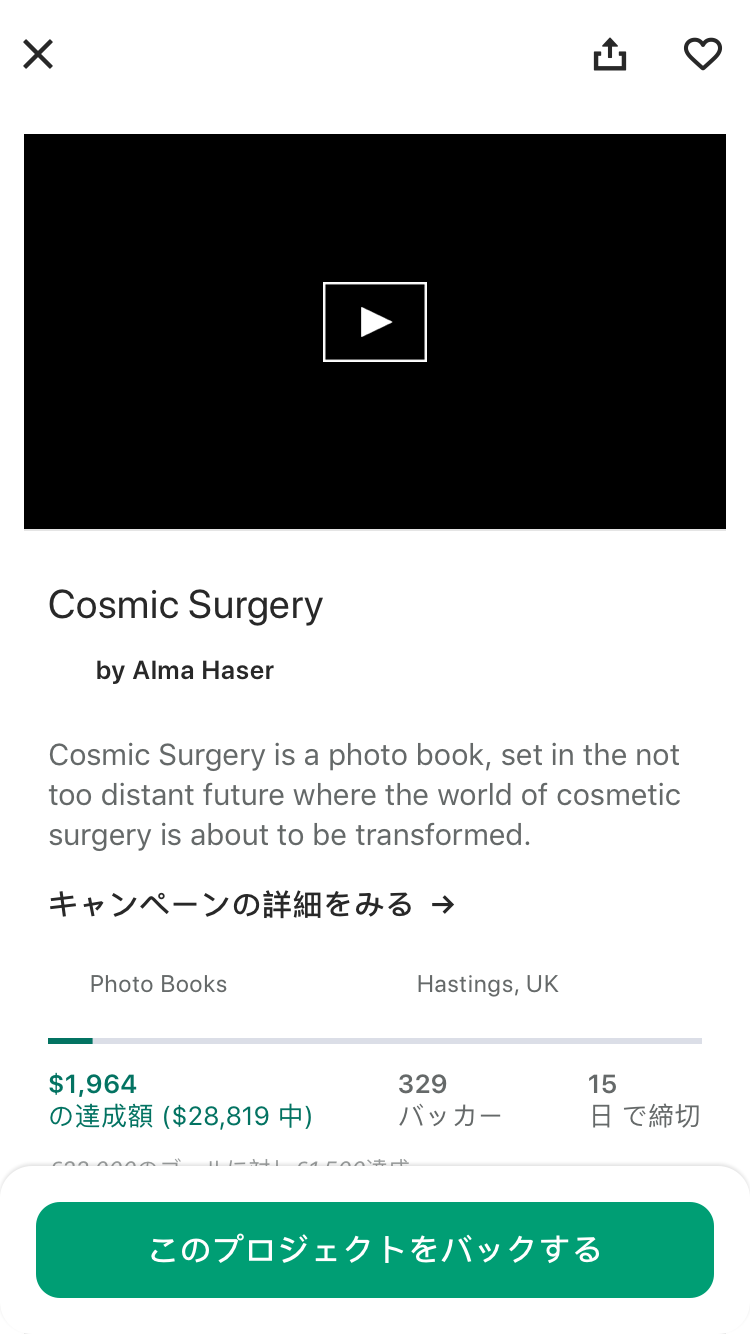 Cosmic Surgery
by Alma Haser
Cosmic Surgery is a photo book, set in the not
too distant future where the world of cosmetic
surgery is about to be transformed.
キャンペーンの詳細をみる →
Photo Books
Hastings, UK
$1,964
の達成額 ($28,819 中)
329
バッカー
15
日 で締切
このプロジェクトをバックする